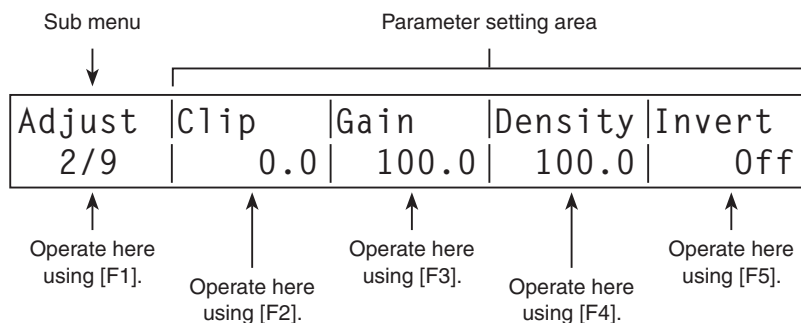 Sub menu
Parameter setting area
Adjust |Clip |Gain |Density|Invert
2/9 | 0.0| 100.0| 100.0| Off
Operate here
using [F1].
Operate here
using [F2].
Operate here
using [F3].
Operate here
using [F4].
Operate here
using [F5].